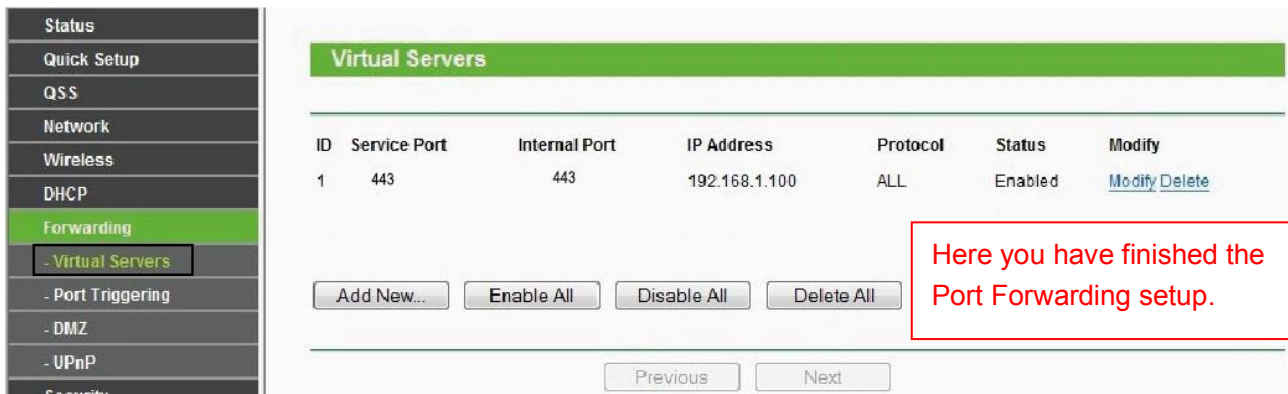 Status
Quick Setup
QSS
Network
Wireless
DHCP
Forwarding
- Virtual Servers
- Port Triggering
- DMZ
- UPnP
Security
Virtual Servers
ID Service Port Internal Port IP Address Protocol Status Modify
1 443 443 192.168.1.100 ALL Enabled Modify Delete
Add New... Enable All Disable All Delete All
Here you have finished the
Port Forwarding setup.
Previous Next